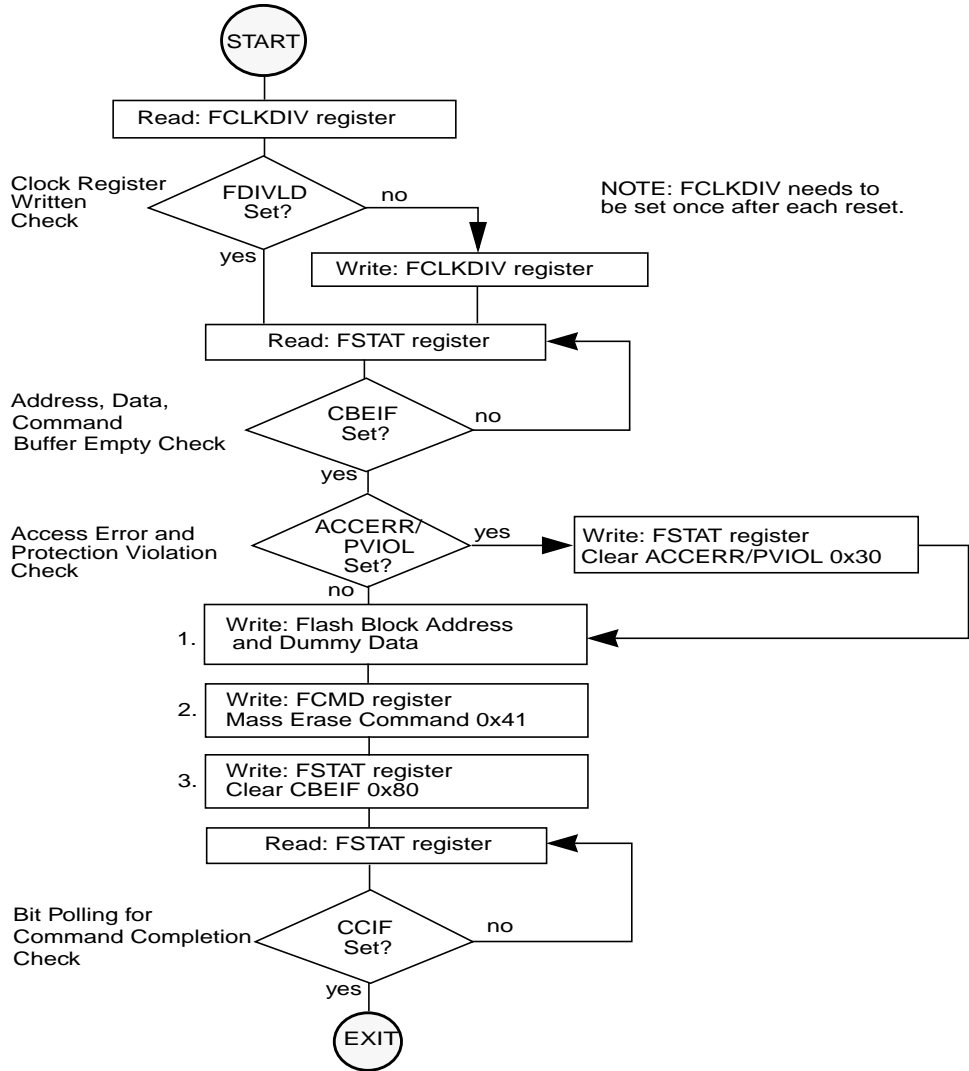 START
Read: FCLKDIV register
Clock Register
Written
Check
FDIVLD
Set?
no
yes
NOTE: FCLKDIV needs to
be set once after each reset.
Write: FCLKDIV register
Read: FSTAT register
Address, Data,
Command
Buffer Empty Check
CBEIF
Set?
no
yes
Access Error and
Protection Violation
Check
ACCERR/
PVIOL
Set?
yes
no
Write: FSTAT register
Clear ACCERR/PVIOL 0x30
1.
Write: Flash Block Address
and Dummy Data
2.
Write: FCMD register
Mass Erase Command 0x41
3.
Write: FSTAT register
Clear CBEIF 0x80
Read: FSTAT register
Bit Polling for
Command Completion
Check
CCIF
Set?
no
yes
EXIT